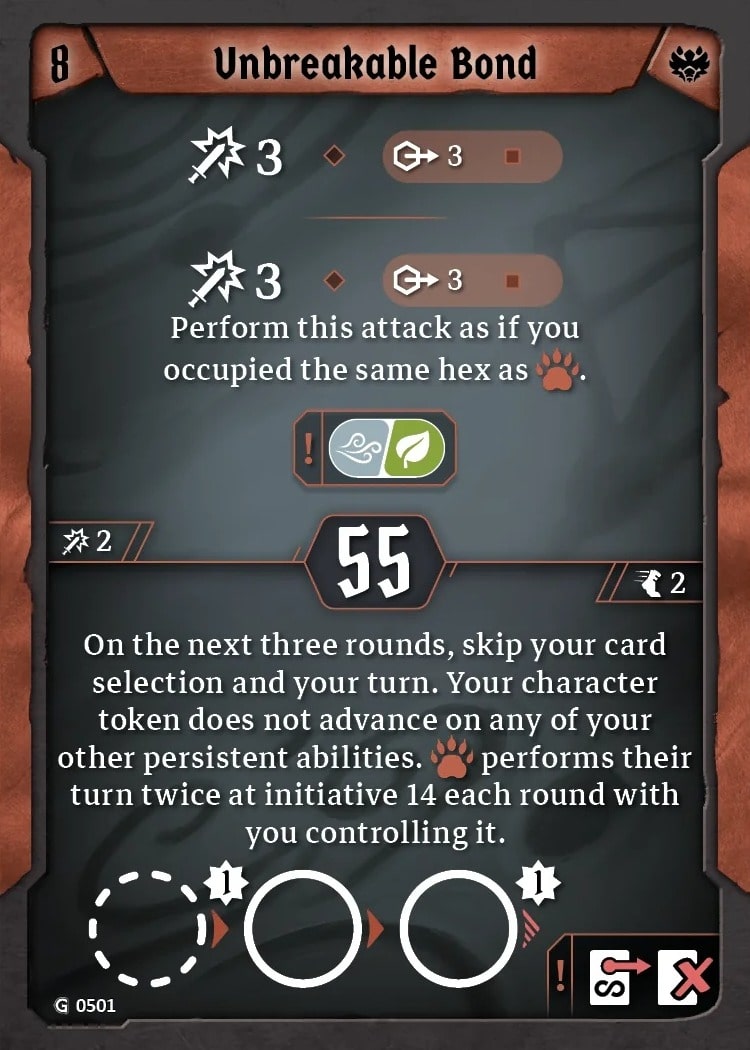 8 Unbreakable Bond
3 3
3 3
Perform this attack as if you
occupied the same hex as .
!
2
55
2
On the next three rounds, skip your card
selection and your turn. Your character
token does not advance on any of your
other persistent abilities. performs their
turn twice at initiative 14 each round with
you controlling it.
1 1
!
G 0501